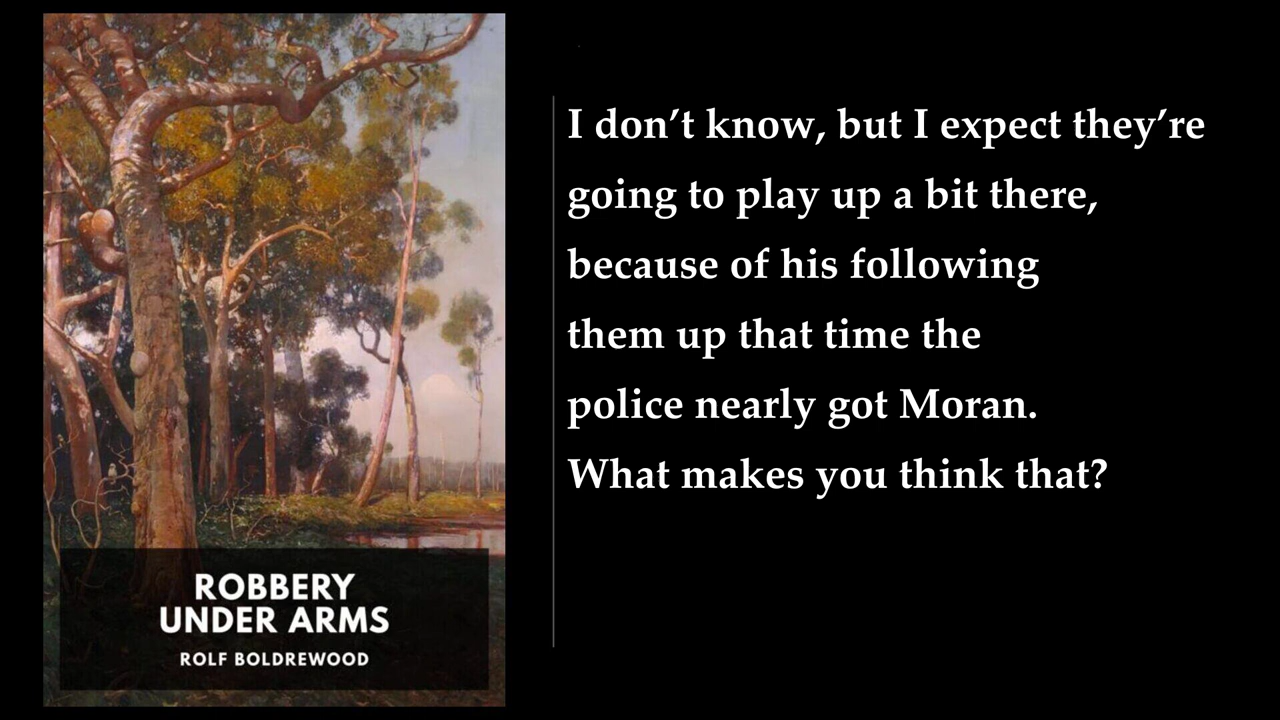 ROBBERY
UNDER ARMS
ROLF BOLDREWOOD
I don’t know, but I expect they’re
going to play up a bit there,
because of his following
them up that time the
police nearly got Moran.
What makes you think that?